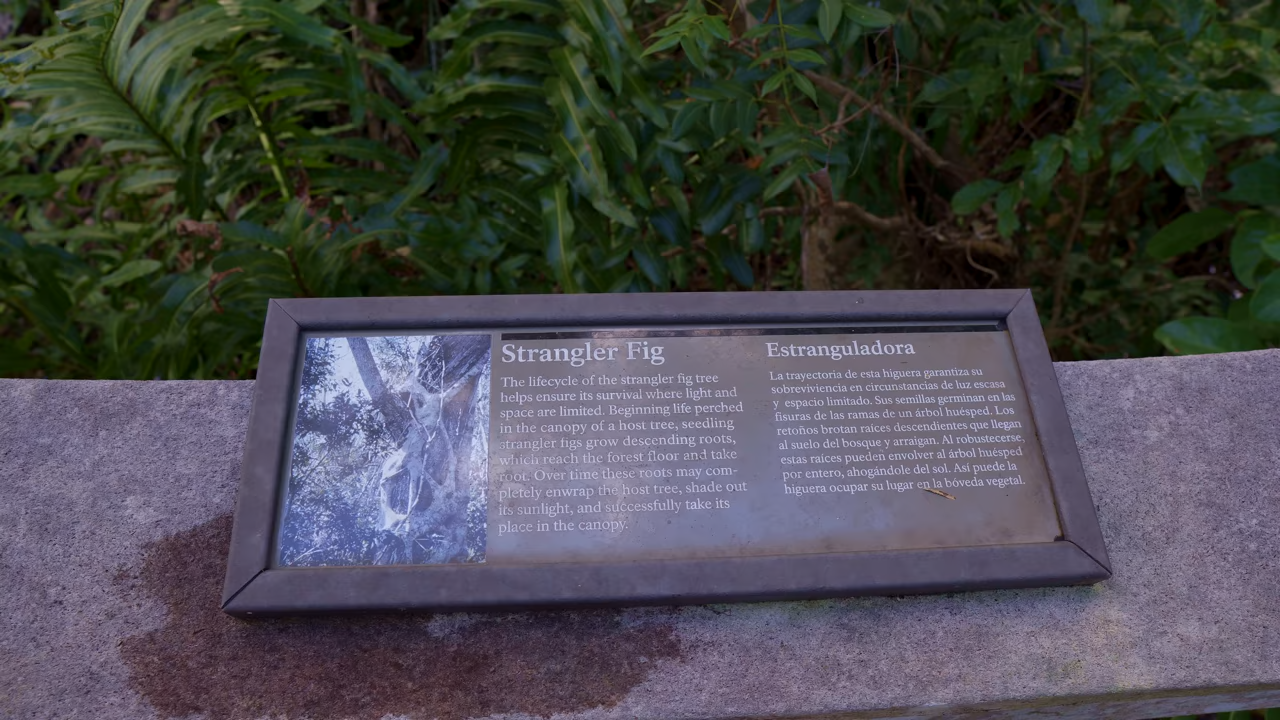 Strangler Fig
The lifecycle of the strangler fig tree
helps ensure its survival where light and
space are limited. Beginning life perched
in the canopy of a host tree, seedling
strangler figs grow descending roots,
which reach the forest floor and take
root. Over time these roots may com-
pletely enwrap the host tree, shade out
its sunlight, and successfully take its
place in the canopy.
Estranguladora
La trayectoria de esta higuera garantiza su
sobreviviencia en circunstancias de luz escasa
y espacio limitado. Sus semillas germinan en las
fisuras de las ramas de un árbol huésped. Los
retoños brotan raíces descendientes que llegan
al suelo del bosque y arraigan. Al robustecerse,
estas raíces pueden envolver al árbol huésped
por entero, ahogándole del sol. Así puede la
higuera ocupar su lugar en la bóveda vegetal.